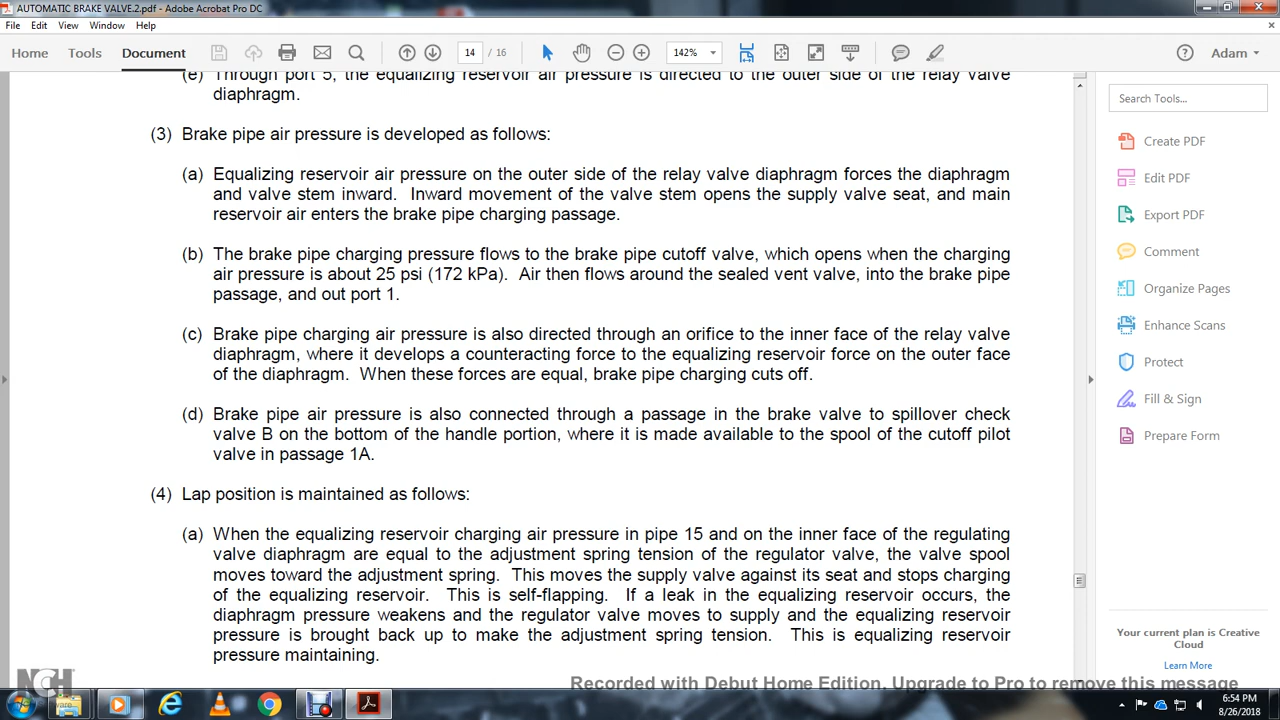 AUTOMATIC BRAKE VALVE.2.pdf - Adobe Acrobat Pro DC
File Edit View Window Help
Home Tools Document 14 / 16 142% Adam
(e) Through port 5, the equalizing reservoir air pressure is directed to the outer side of the relay valve
diaphragm.
(3) Brake pipe air pressure is developed as follows:
(a) Equalizing reservoir air pressure on the outer side of the relay valve diaphragm forces the diaphragm
and valve stem inward. Inward movement of the valve stem opens the supply valve seat, and main
reservoir air enters the brake pipe charging passage.
(b) The brake pipe charging pressure flows to the brake pipe cutoff valve, which opens when the charging
air pressure is about 25 psi (172 kPa). Air then flows around the sealed vent valve, into the brake pipe
passage, and out port 1.
(c) Brake pipe charging air pressure is also directed through an orifice to the inner face of the relay valve
diaphragm, where it develops a counteracting force to the equalizing reservoir force on the outer face
of the diaphragm. When these forces are equal, brake pipe charging cuts off.
(d) Brake pipe air pressure is also connected through a passage in the brake valve to spillover check
valve B on the bottom of the handle portion, where it is made available to the spool of the cutoff pilot
valve in passage 1A.
(4) Lap position is maintained as follows:
(a) When the equalizing reservoir charging air pressure in pipe 15 and on the inner face of the regulating
valve diaphragm are equal to the adjustment spring tension of the regulator valve, the valve spool
moves toward the adjustment spring. This moves the supply valve against its seat and stops charging
of the equalizing reservoir. This is self-flapping. If a leak in the equalizing reservoir occurs, the
diaphragm pressure weakens and the regulator valve moves to supply and the equalizing reservoir
pressure is brought back up to make the adjustment spring tension. This is equalizing reservoir
pressure maintaining.
Search Tools...
Create PDF
Edit PDF
Export PDF
Comment
Organize Pages
Enhance Scans
Protect
Fill & Sign
Prepare Form
Your current plan is Creative
Cloud
Learn More
NCH
Recorded with Debut Home Edition. Upgrade to Pro to remove this message
6:54 PM
8/26/2018